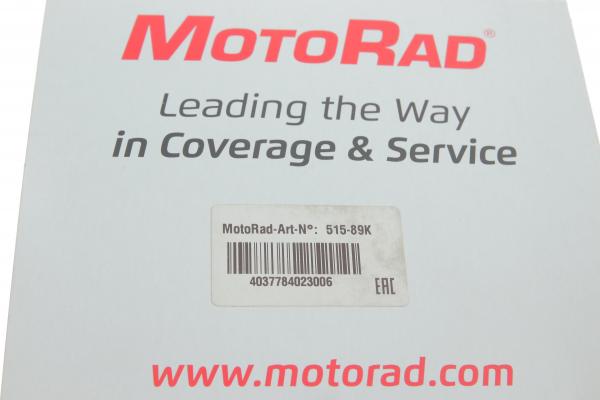 MOTORAD®
Leading the Way
in Coverage & Service
MotoRad-Art-N°: 515-89K
4037784023006
EAC
www.motorad.com